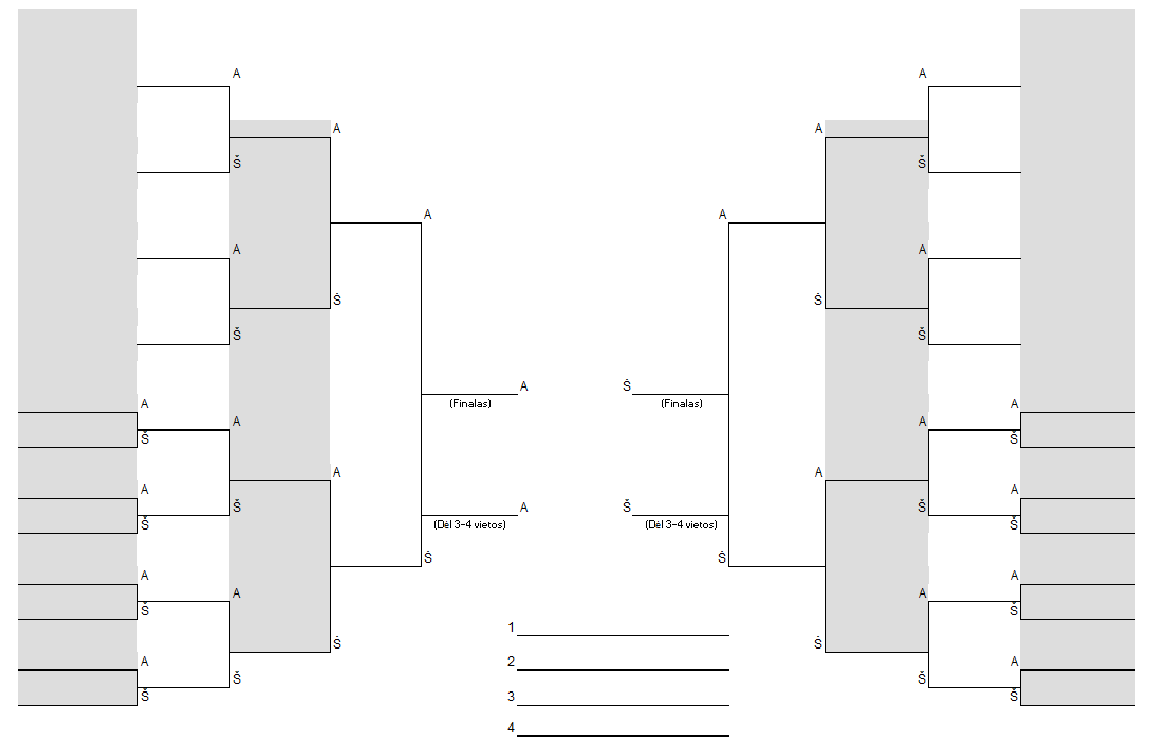 A A
A A
Š Š
A A
A A
Š Š
Š Š
A Š
A (Finalas) (Finalas) A
A A
Š Š
A A
A A
Š A Š Š
Š (Dėl 3-4 vietos) (Dėl 3-4 vietos) Š
Š Š
A A
A A
Š Š
1
Š Š
A 2 A
Š Š
Š 3 Š
4